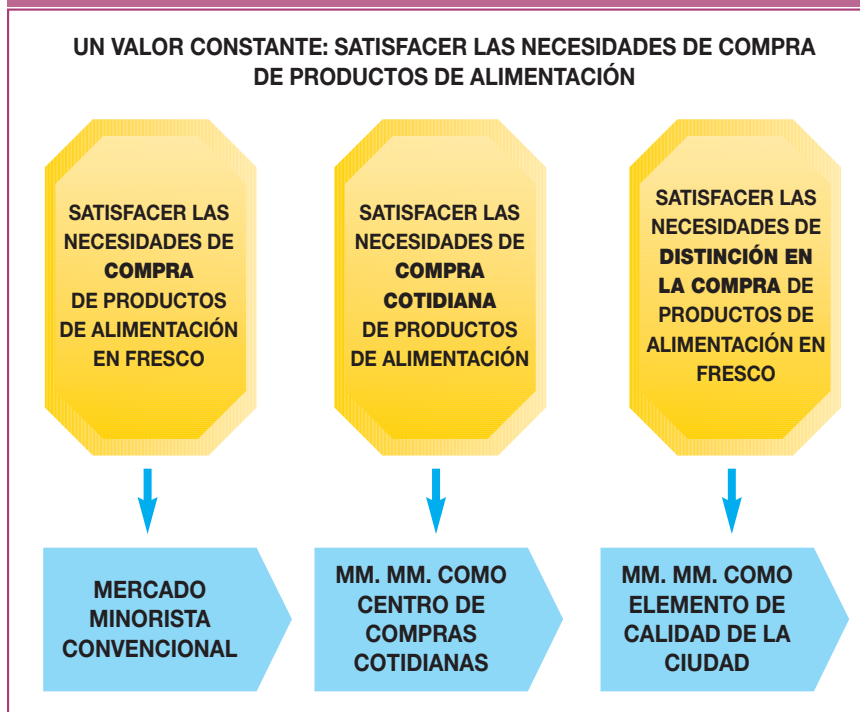 UN VALOR CONSTANTE: SATISFACER LAS NECESIDADES DE COMPRA
DE PRODUCTOS DE ALIMENTACIÓN
SATISFACER LAS
NECESIDADES DE
COMPRA
DE PRODUCTOS
DE ALIMENTACIÓN
EN FRESCO
SATISFACER LAS
NECESIDADES DE
COMPRA
COTIDIANA
DE PRODUCTOS
DE ALIMENTACIÓN
SATISFACER LAS
NECESIDADES DE
DISTINCIÓN EN
LA COMPRA DE
PRODUCTOS DE
ALIMENTACIÓN EN
FRESCO
MERCADO
MINORISTA
CONVENCIONAL
MM. MM. COMO
CENTRO DE
COMPRAS
COTIDIANAS
MM. MM. COMO
ELEMENTO DE
CALIDAD DE LA
CIUDAD